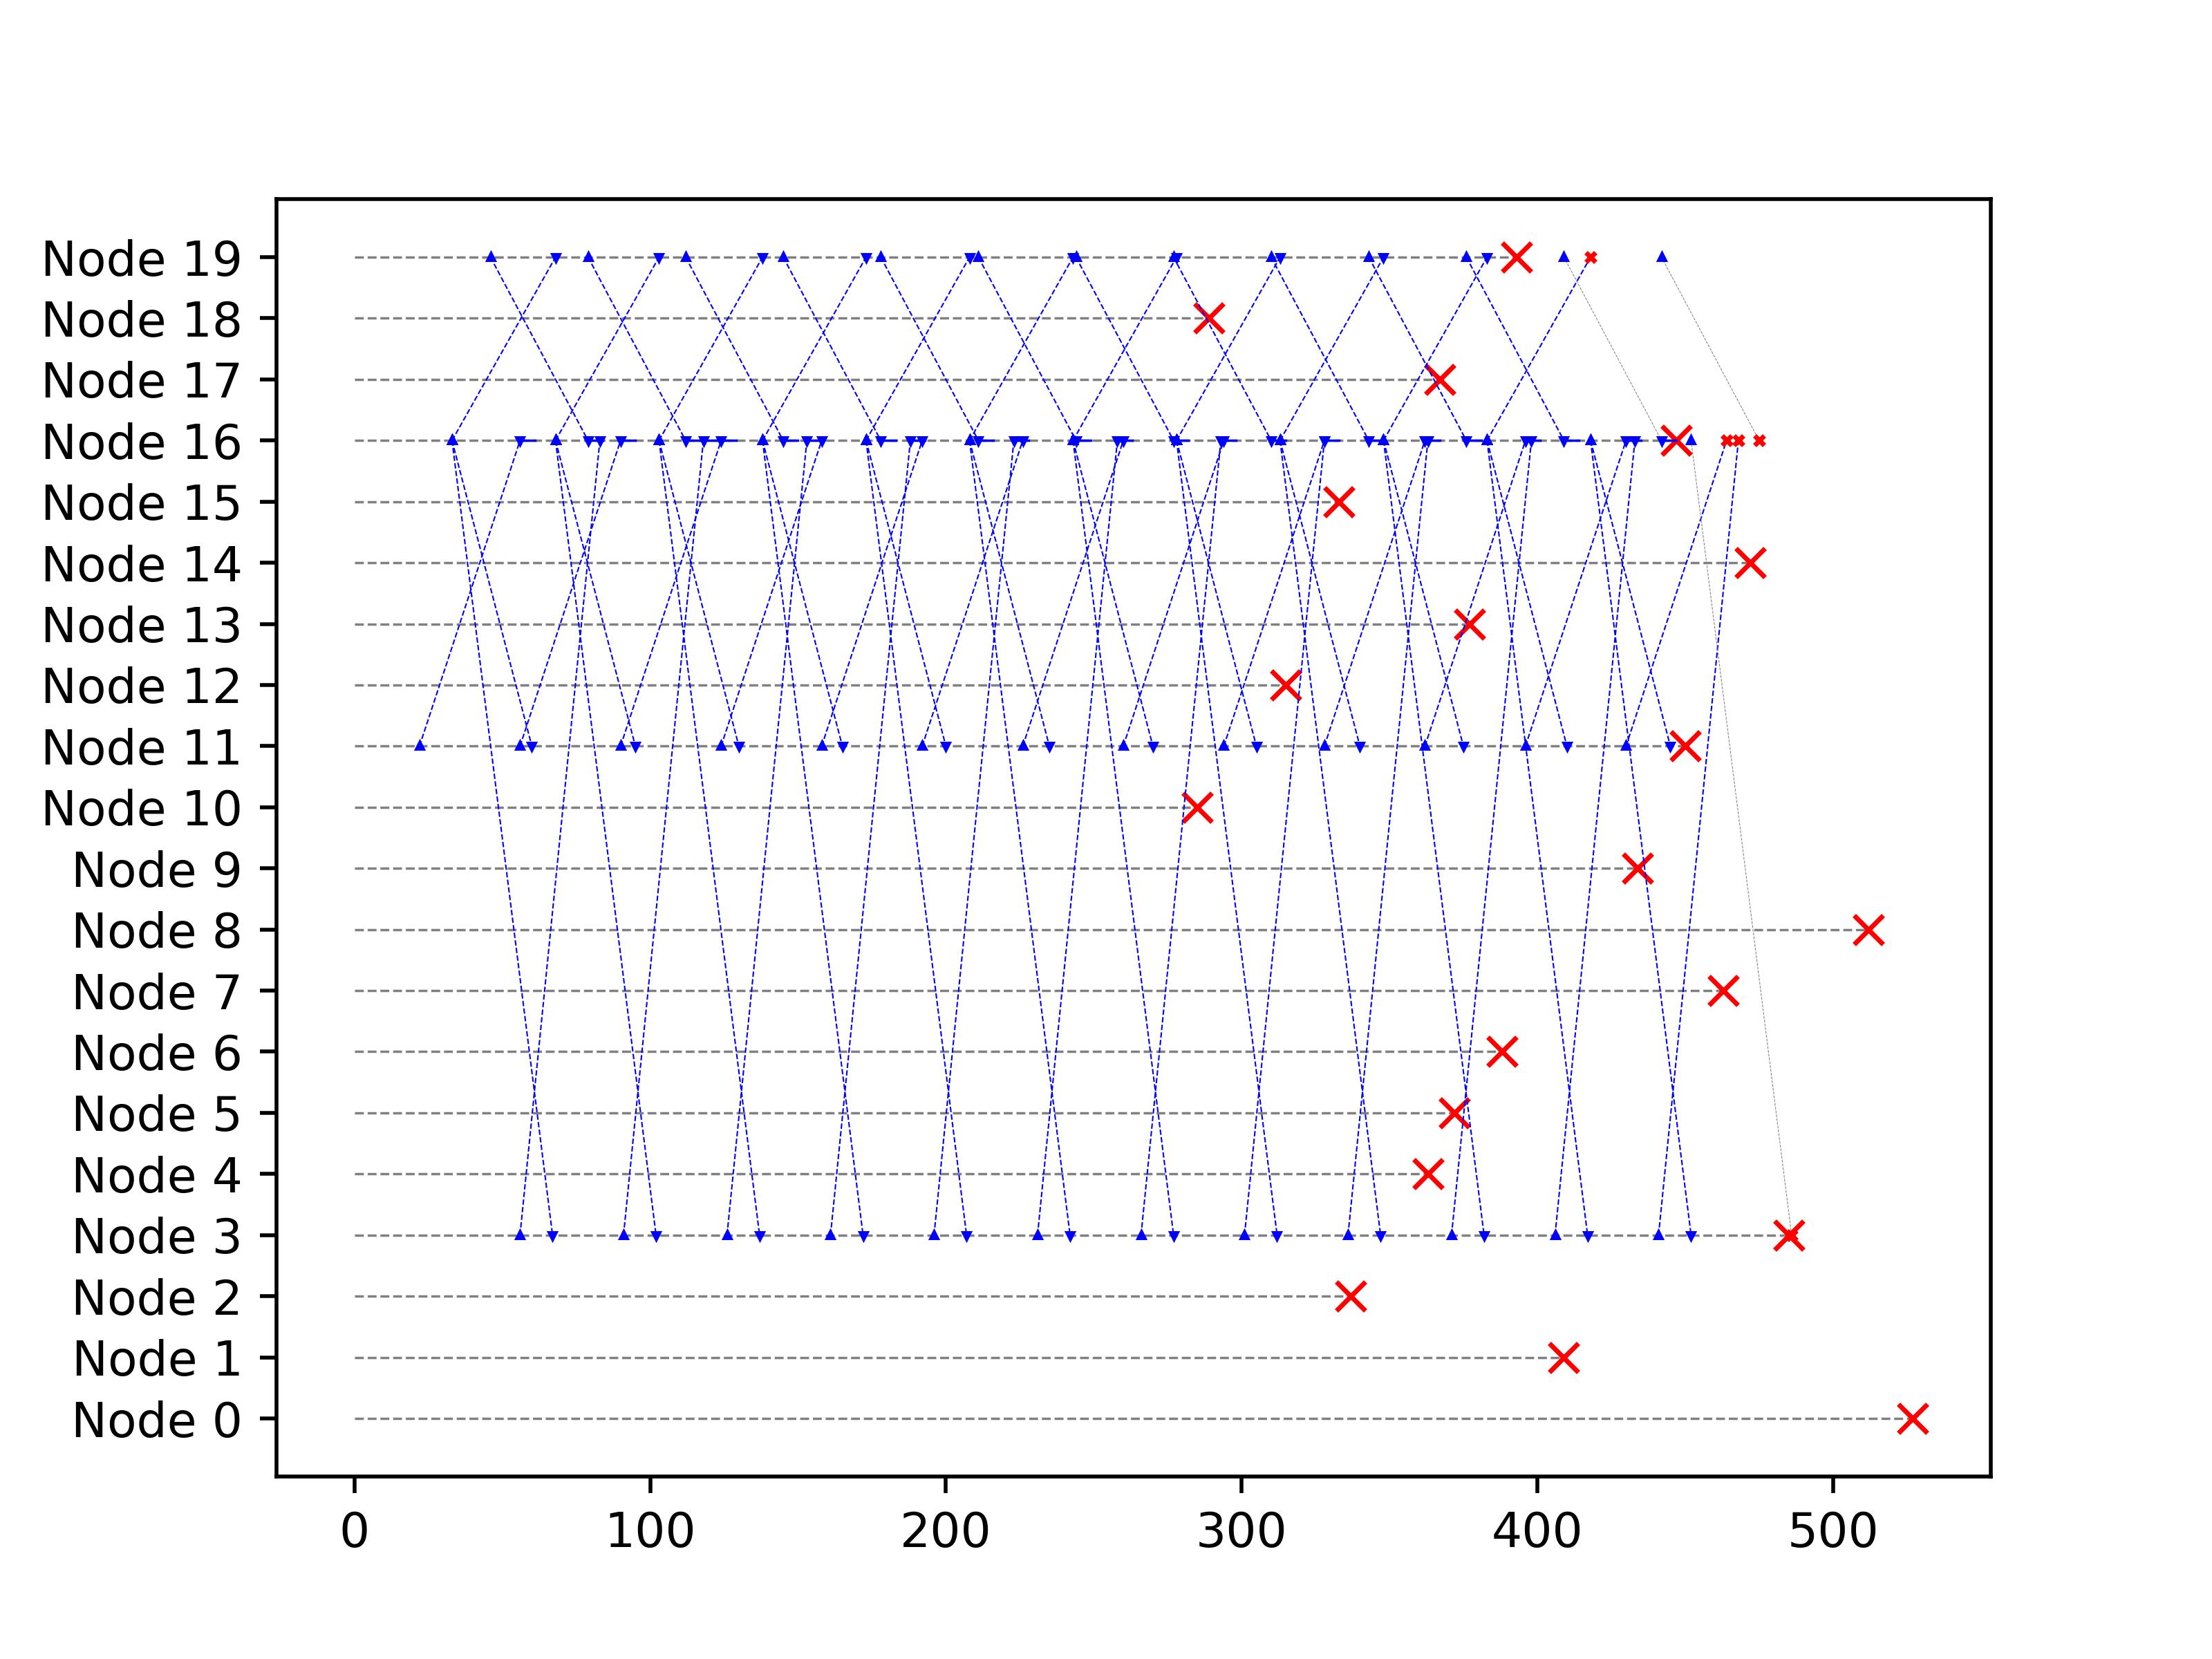 Node 19
Node 18
Node 17
Node 16
Node 15
Node 14
Node 13
Node 12
Node 11
Node 10
Node 9
Node 8
Node 7
Node 6
Node 5
Node 4
Node 3
Node 2
Node 1
Node 0
0 100 200 300 400 500